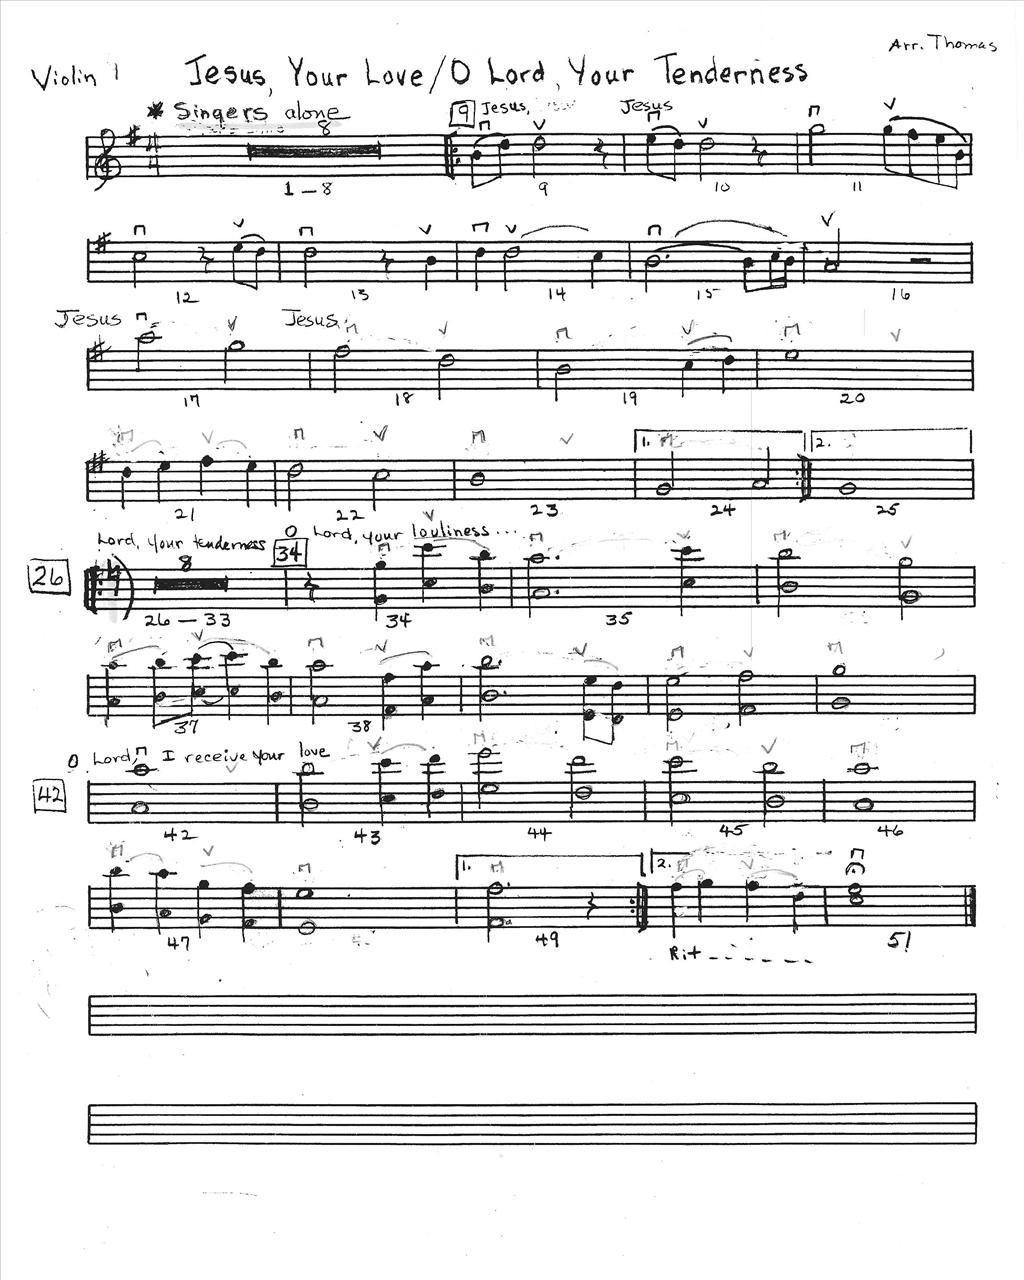 Arr. Thomas
Violin 1 Jesus, Your Love/O Lord, Your Tenderness
* Singers alone 9 Jesus, Jesus
8
1-8 9 10 11
12 13 14 15 16
Jesus Jesus
17 18 19 20
1. 2.
21 22 23 24 25
Lord, your tenderness 34 O Lord, your louliness...
26 8
26-33 34 35
37 38
O Lord, I receive your love
42
42 43 44 45 46
1. 2.
47 49 51
Rit------